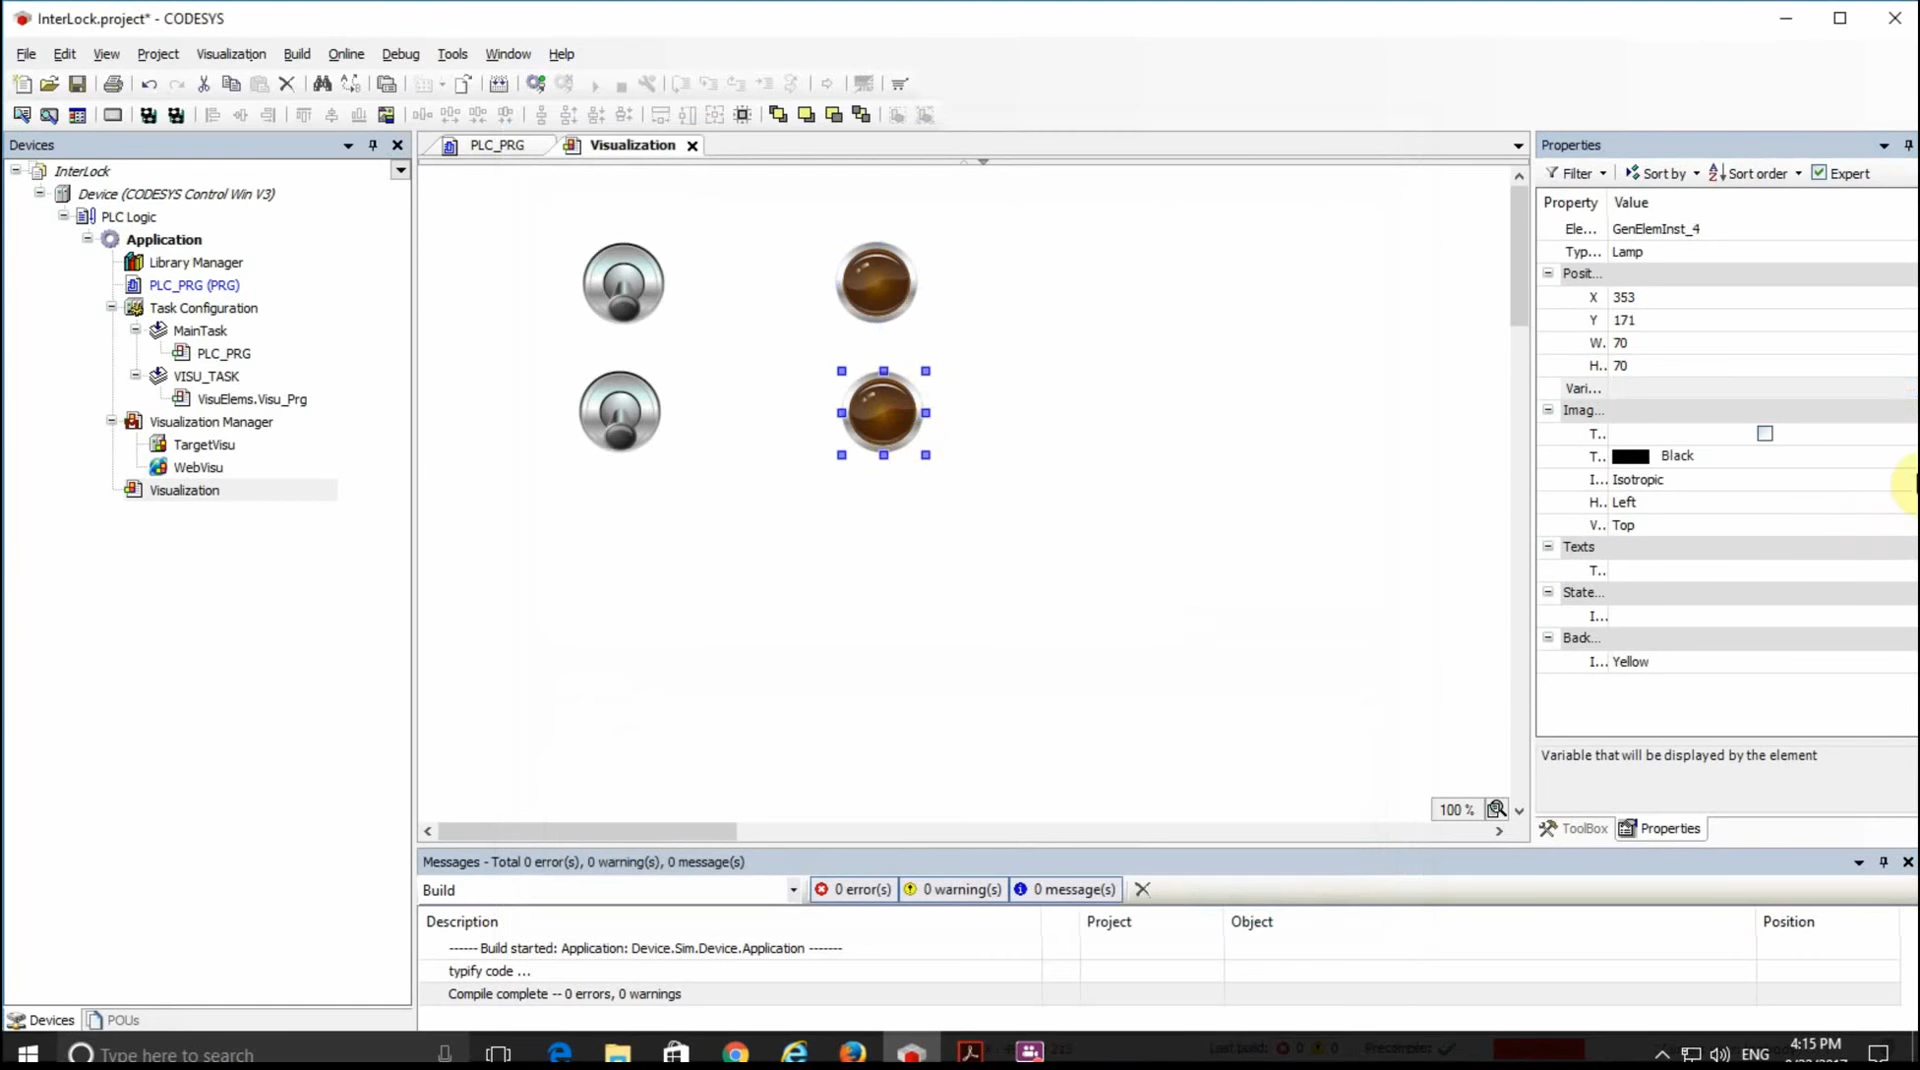 InterLock.project* - CODESYS
File Edit View Project Visualization Build Online Debug Tools Window Help
Devices
InterLock
Device (CODESYS Control Win V3)
PLC Logic
Application
Library Manager
PLC_PRG (PRG)
Task Configuration
MainTask
PLC_PRG
VISU_TASK
VisuElems.Visu_Prg
Visualization Manager
TargetVisu
WebVisu
Visualization
Devices POUs
PLC_PRG Visualization
100 %
Properties
Filter Sort by Sort order Expert
Property Value
Ele... GenElemInst_4
Typ... Lamp
Posit...
X 353
Y 171
W. 70
H. 70
Vari...
Imag...
T..
T.. Black
I... Isotropic
H.. Left
V.. Top
Texts
T..
State...
I...
Back...
I... Yellow
Variable that will be displayed by the element
ToolBox Properties
Messages - Total 0 error(s), 0 warning(s), 0 message(s)
Build 0 error(s) 0 warning(s) 0 message(s)
Description Project Object Position
------ Build started: Application: Device.Sim.Device.Application -------
typify code ...
Compile complete -- 0 errors, 0 warnings
Type here to search
Last build: 0 0 Precompile
ENG
4:15 PM